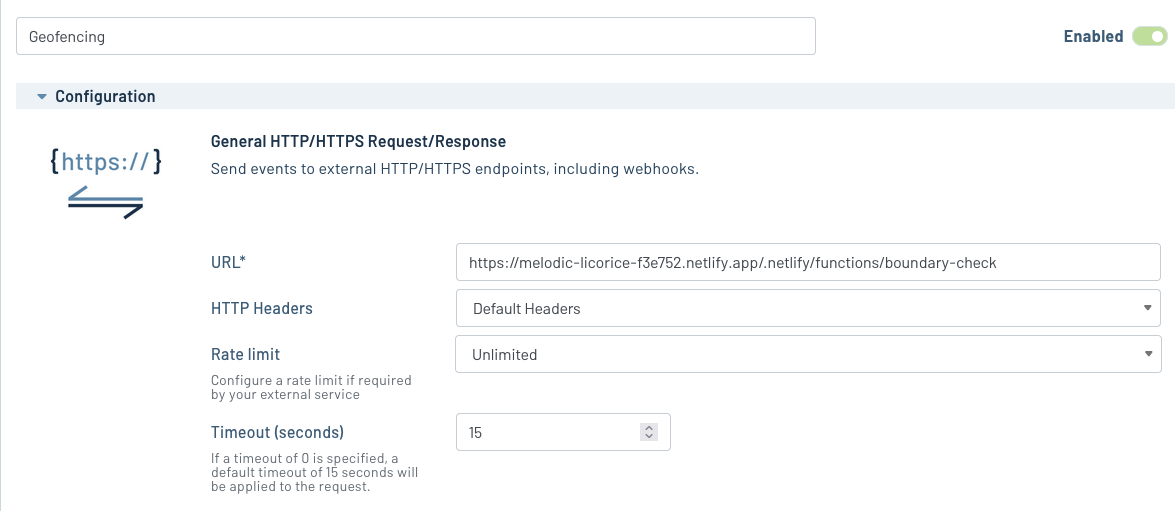 Geofencing
Enabled
Configuration
{https://}
General HTTP/HTTPS Request/Response
Send events to external HTTP/HTTPS endpoints, including webhooks.
URL*
https://melodic-licorice-f3e752.netlify.app/.netlify/functions/boundary-check
HTTP Headers
Default Headers
Rate limit
Unlimited
Configure a rate limit if required
by your external service
Timeout (seconds)
15
If a timeout of 0 is specified, a
default timeout of 15 seconds will
be applied to the request.